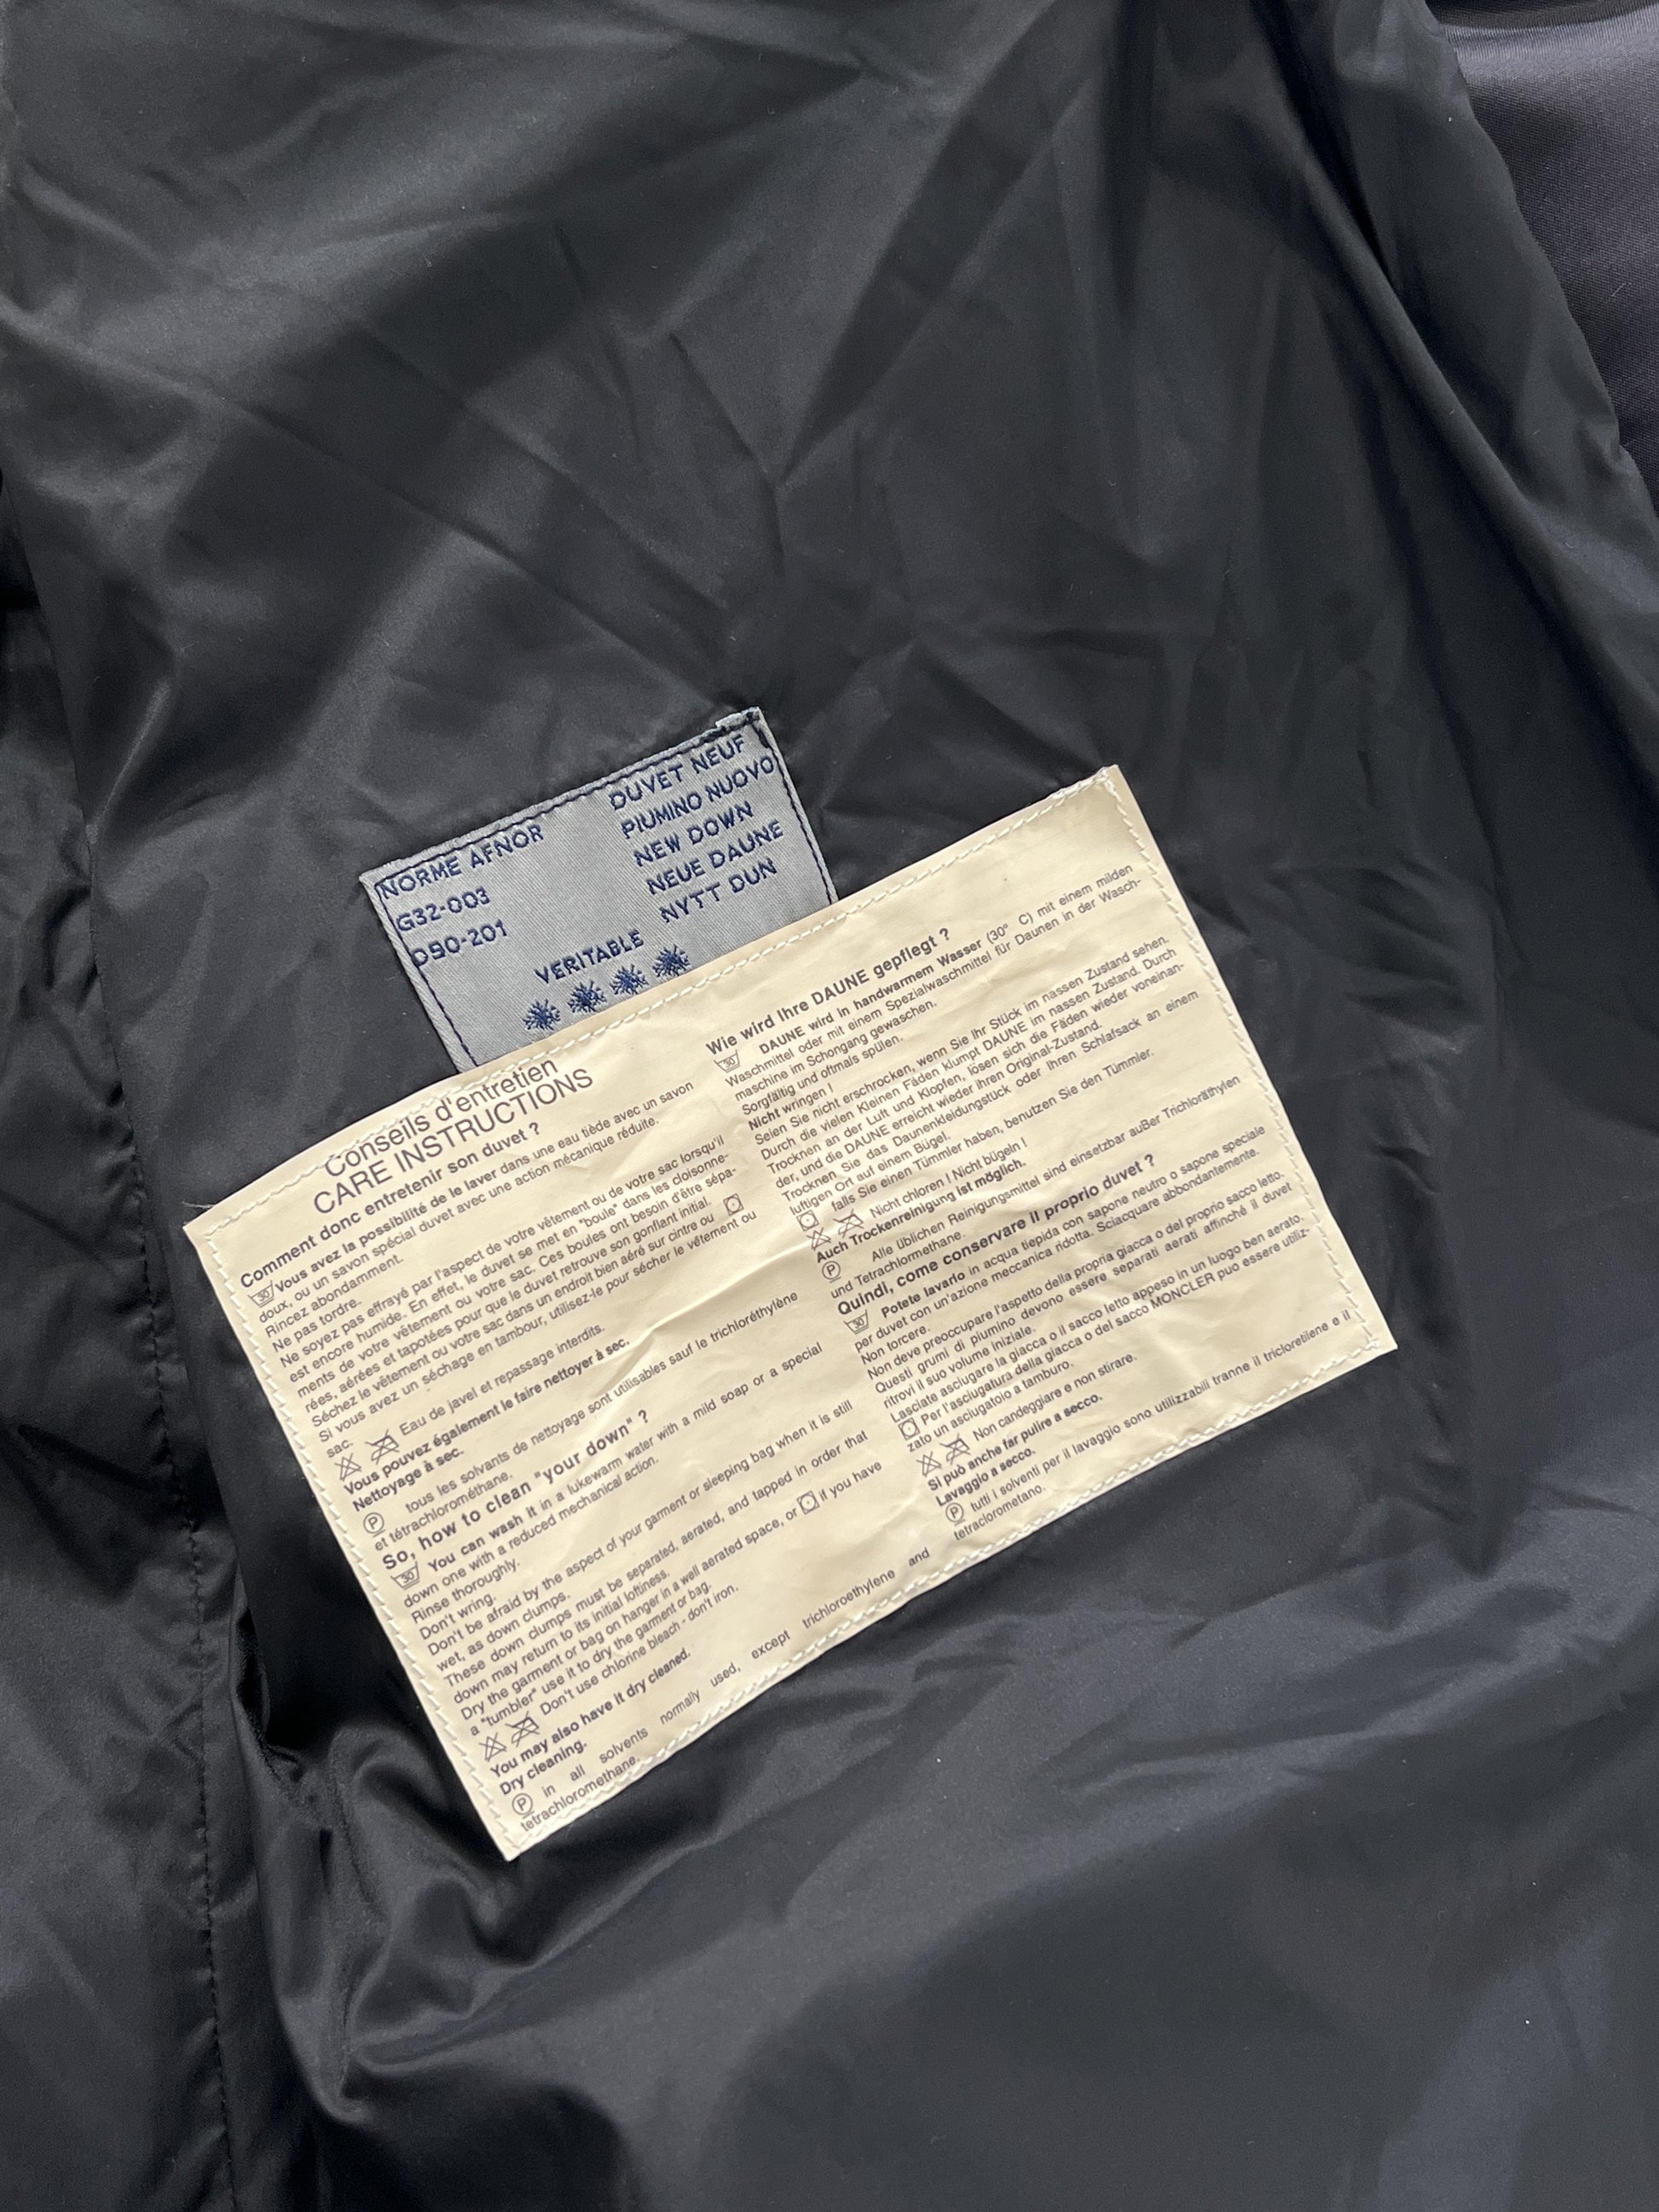 NORME AFNOR
G32-003
D90-201
DUVET NEUF
PIUMINO NUOVO
NEW DOWN
NEUE DAUNE
NYTT DUN
VERITABLE
Conseils d'entretien
CARE INSTRUCTIONS
Comment donc entretenir son duvet ?
30 Vous avez la possibilité de le laver dans une eau tiède avec un savon
doux, ou un savon spécial duvet avec une action mécanique réduite.
Rincez abondamment.
Ne pas tordre.
Ne soyez pas effrayé par l'aspect de votre vêtement ou de votre sac lorsqu'il
est encore humide. En effet, le duvet se met en "boule" dans les cloisonne-
ments de votre vêtement ou votre sac. Ces boules ont besoin d'être sépa-
rées, aérées et tapotées pour que le duvet retrouve son gonflant initial.
Séchez le vêtement ou votre sac dans un endroit bien aéré sur cintre ou
Si vous avez un séchage en tambour, utilisez-le pour sécher le vêtement ou
sac.
Eau de javel et repassage interdits.
Vous pouvez également le faire nettoyer à sec.
Nettoyage à sec.
P tous les solvants de nettoyage sont utilisables sauf le trichloréthylène
et tétrachlorométhane.
So, how to clean "your down" ?
30 You can wash it in a lukewarm water with a mild soap or a special
down one with a reduced mechanical action.
Rinse thoroughly.
Don't wring.
Don't be afraid by the aspect of your garment or sleeping bag when it is still
wet, as down clumps.
These down clumps must be separated, aerated, and tapped in order that
down may return to its initial loftiness.
Dry the garment or bag on hanger in a well aerated space, or if you have
a "tumbler" use it to dry the garment or bag.
Don't use chlorine bleach - don't iron.
You may also have it dry cleaned.
Dry cleaning.
P in all solvents normally used, except trichloroethylene and
tetrachloromethane.
Wie wird Ihre DAUNE gepflegt ?
30 DAUNE wird in handwarmem Wasser (30° C) mit einem milden
Waschmittel oder mit einem Spezialwaschmittel für Daunen in der Wasch-
maschine im Schongang gewaschen.
Sorgfältig und oftmals spülen.
Nicht wringen !
Seien Sie nicht erschrocken, wenn Sie Ihr Stück im nassen Zustand sehen.
Durch die vielen Kleinen Fäden klumpt DAUNE im nassen Zustand. Durch
Trocknen an der Luft und Klopfen, lösen sich die Fäden wieder voneinan-
der, und die DAUNE erreicht wieder ihren Original-Zustand.
Trocknen Sie das Daunenkleidungstück oder Ihren Schlafsack an einem
luftigen Ort auf einem Bügel.
falls Sie einen Tümmler haben, benutzen Sie den Tümmler.
Nicht chloren ! Nicht bügeln !
Auch Trockenreinigung ist möglich.
P Alle üblichen Reinigungsmittel sind einsetzbar außer Trichloräthylen
und Tetrachlormethane.
Quindi, come conservare il proprio duvet ?
30 Potete lavarlo in acqua tiepida con sapone neutro o sapone speciale
per duvet con un'azione meccanica ridotta. Sciacquare abbondantemente.
Non torcere.
Non deve preoccupare l'aspetto della propria giacca o del proprio sacco letto.
Questi grumi di piumino devono essere separati aerati affinché il duvet
ritrovi il suo volume iniziale.
Lasciate asciugare la giacca o il sacco letto appeso in un luogo ben aerato.
Per l'asciugatura della giacca o del sacco MONCLER può essere utiliz-
zato un asciugatoio a tamburo.
Non candeggiare e non stirare.
Si può anche far pulire a secco.
Lavaggio a secco.
P tutti i solventi per il lavaggio sono utilizzabili tranne il tricloretilene e il
tetraclorometano.